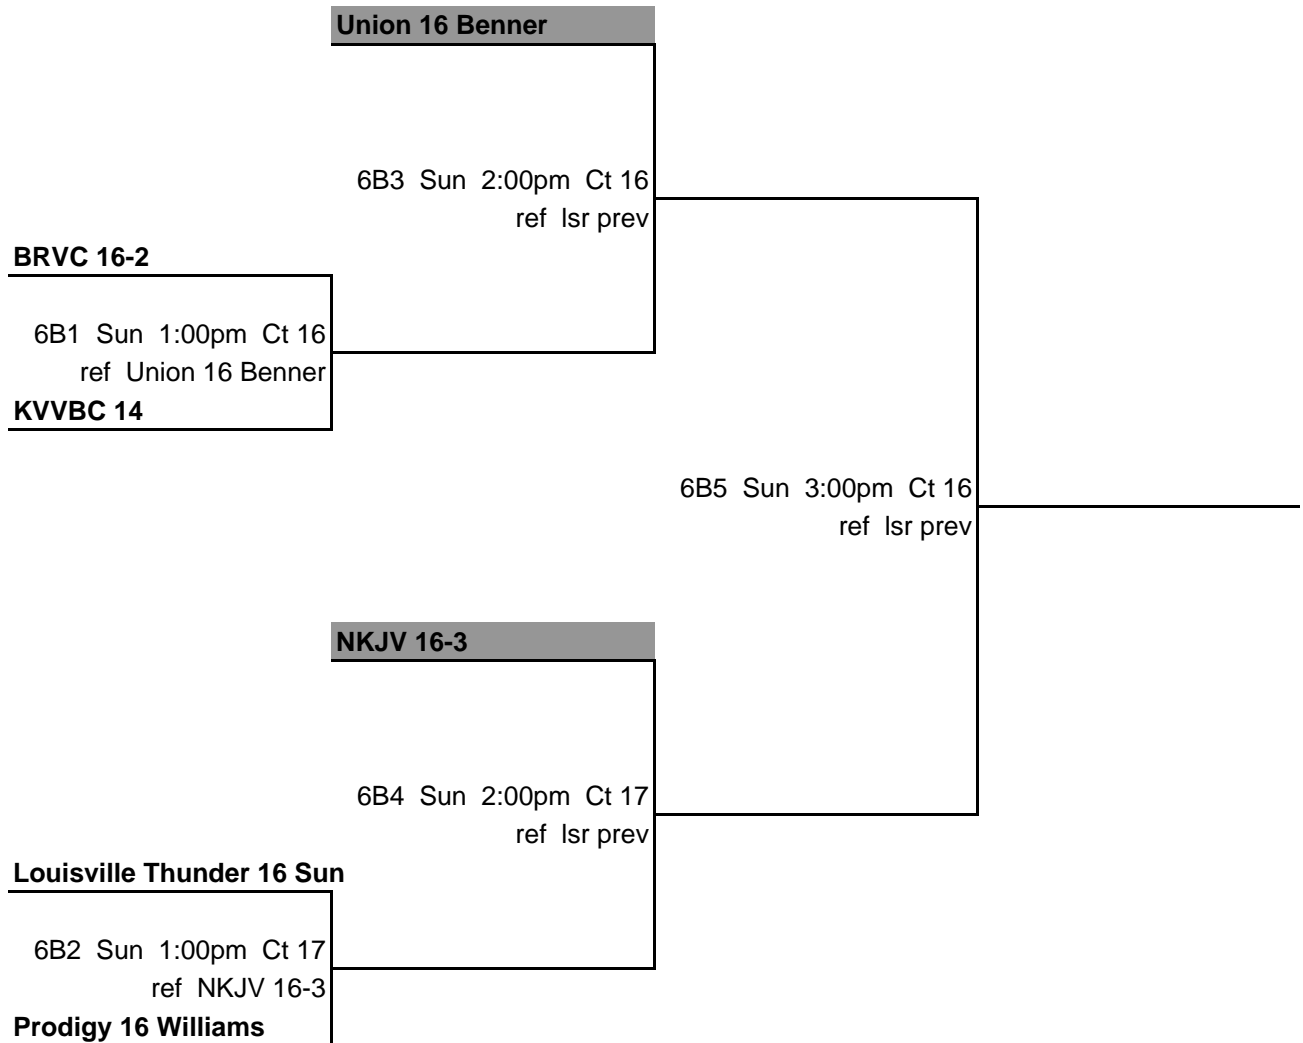 Union 16 Benner
6B3 Sun 2:00pm Ct 16
ref lsr prev
BRVC 16-2
6B1 Sun 1:00pm Ct 16
ref Union 16 Benner
KVVBC 14
6B5 Sun 3:00pm Ct 16
ref lsr prev
NKJV 16-3
6B4 Sun 2:00pm Ct 17
ref lsr prev
Louisville Thunder 16 Sun
6B2 Sun 1:00pm Ct 17
ref NKJV 16-3
Prodigy 16 Williams